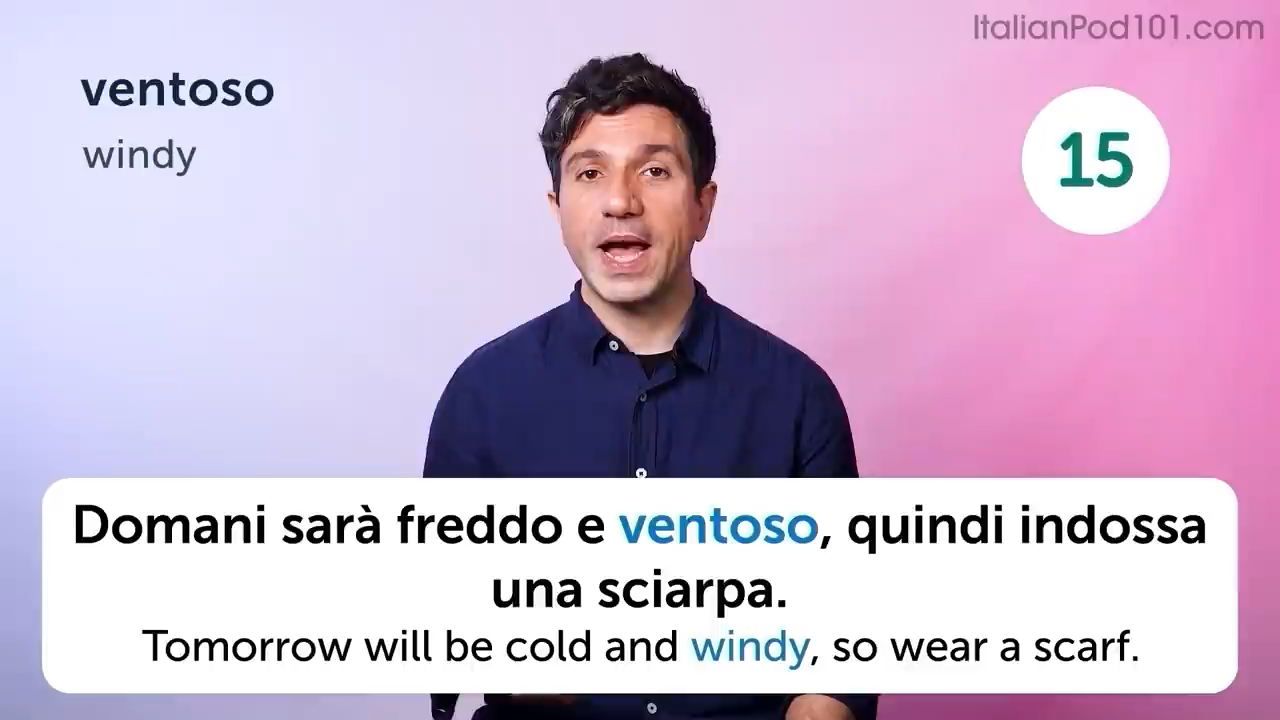 ItalianPod101.com
ventoso
windy
15
Domani sarà freddo e ventoso, quindi indossa
una sciarpa.
Tomorrow will be cold and windy, so wear a scarf.